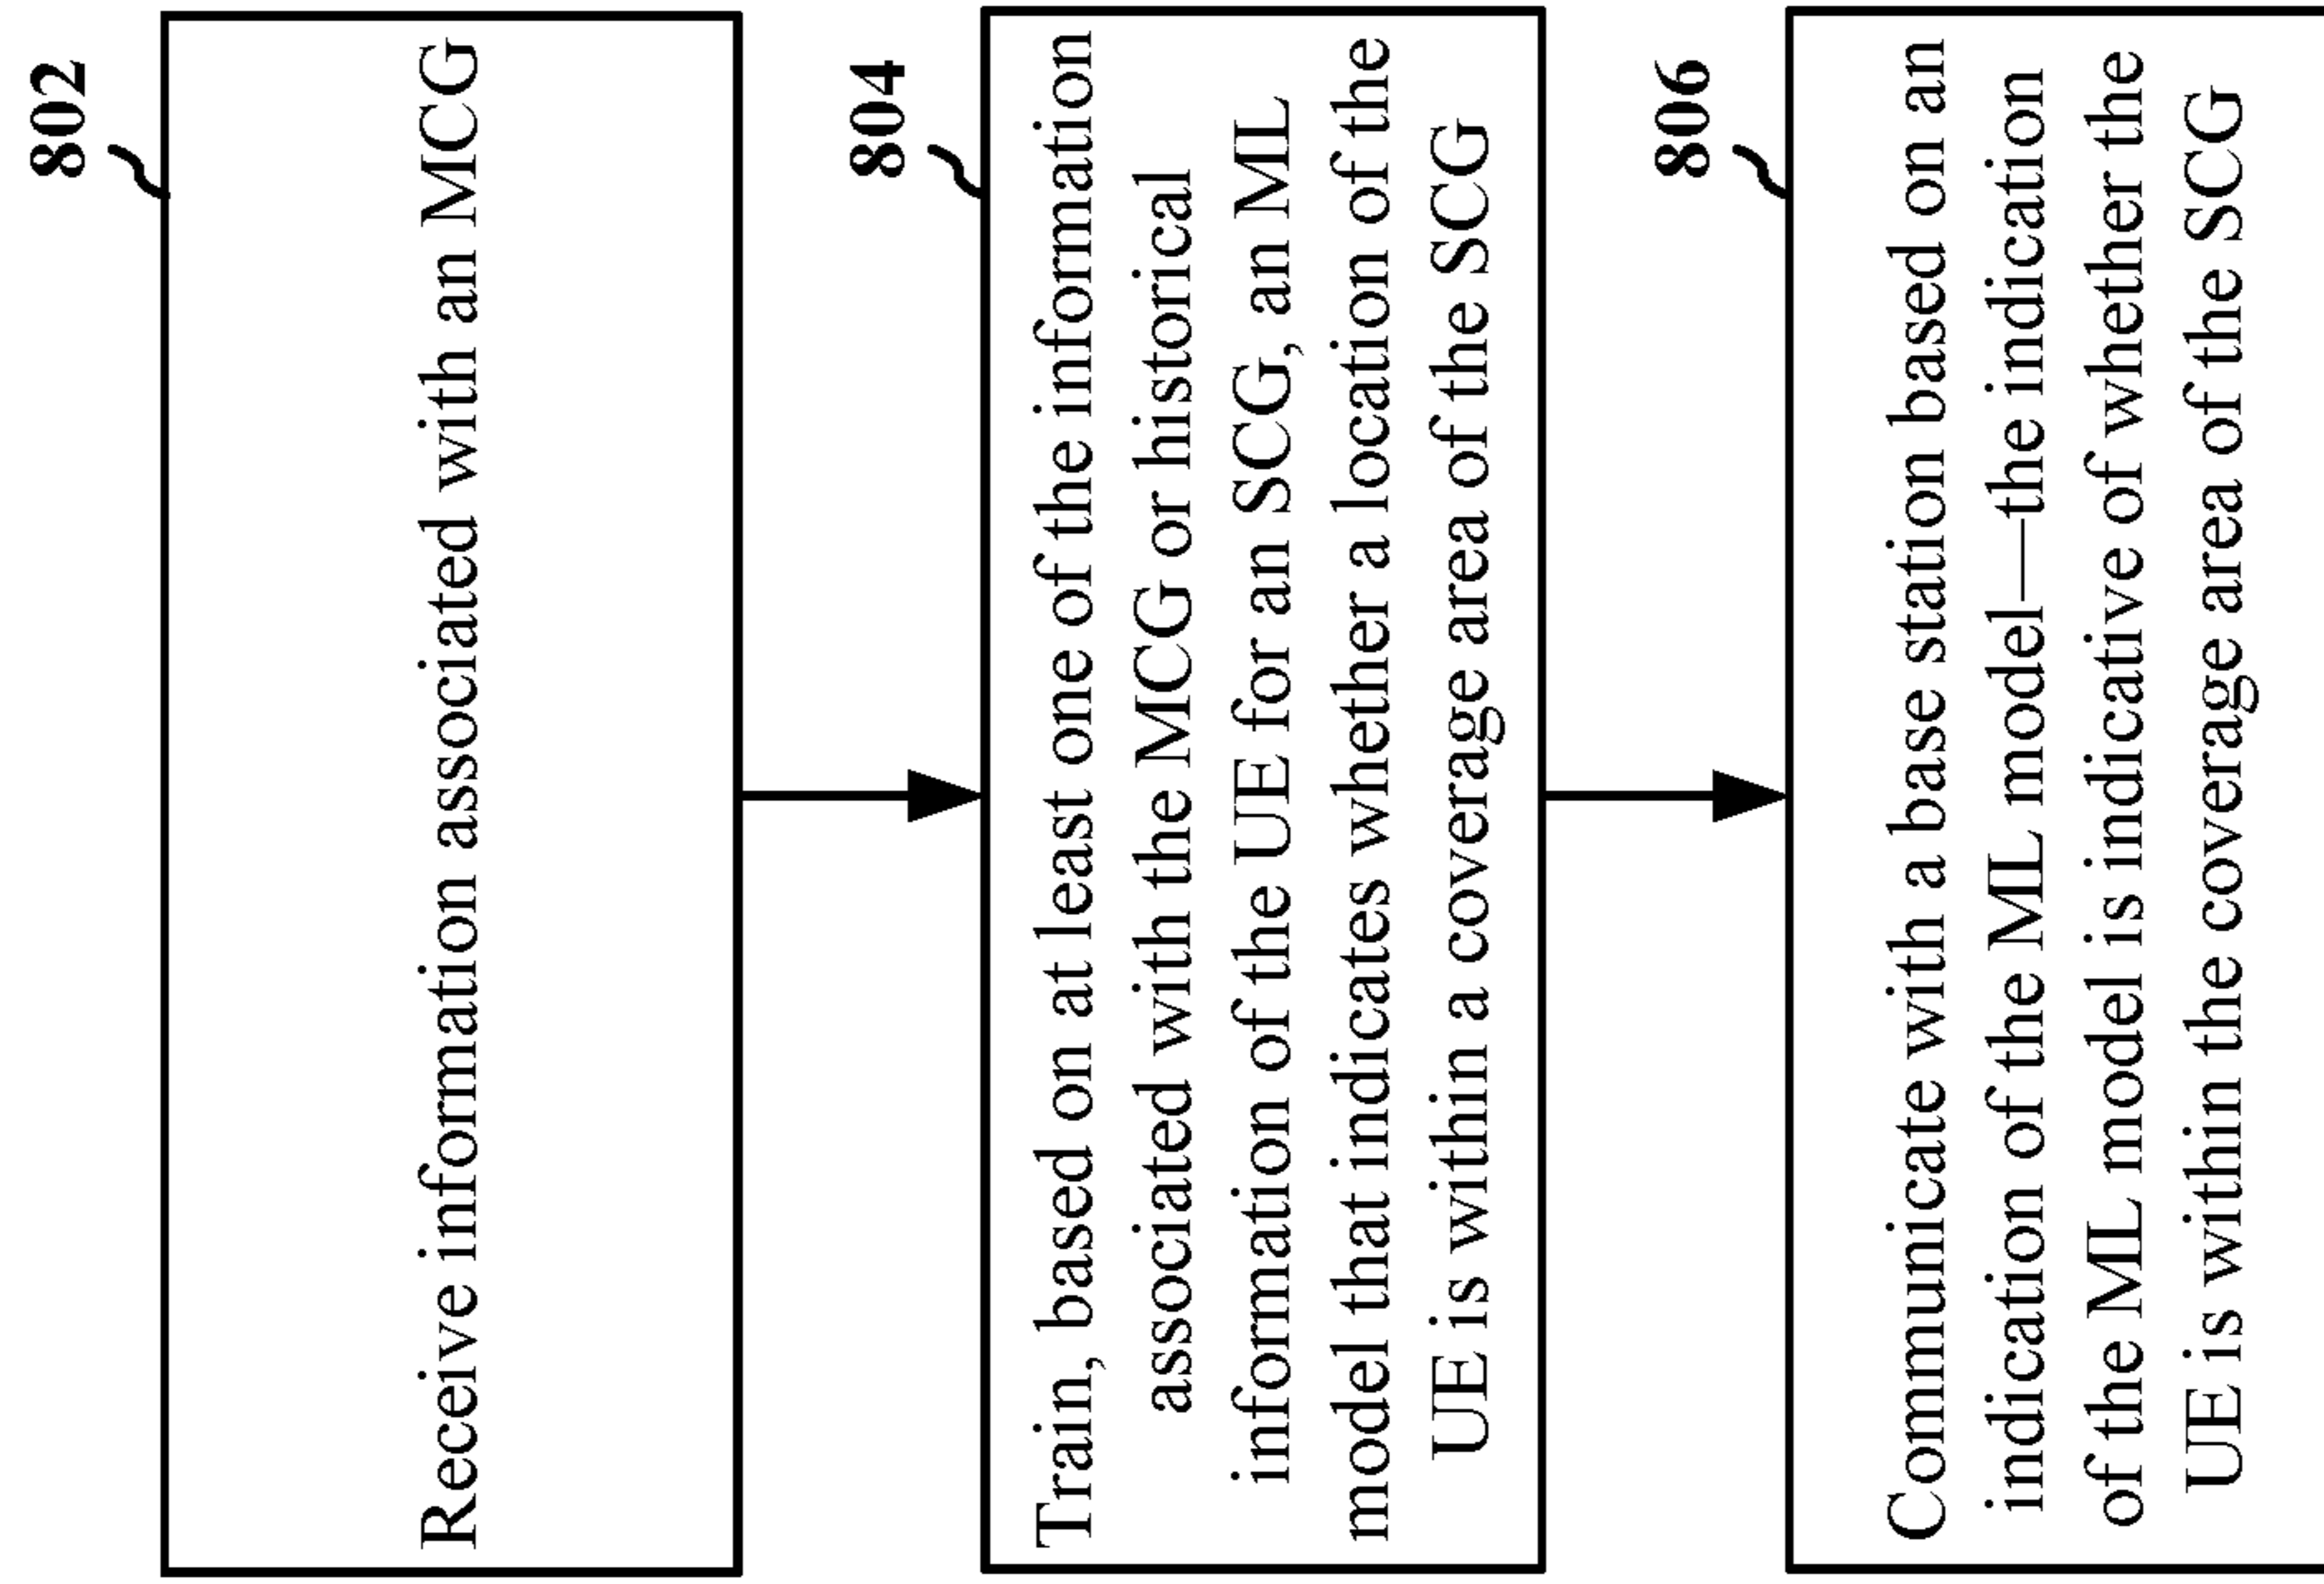 802
Receive information associated with an MCG
804
Train, based on at least one of the information
associated with the MCG or historical
information of the UE for an SCG, an ML
model that indicates whether a location of the
UE is within a coverage area of the SCG
806
Communicate with a base station based on an
indication of the ML model—the indication
of the ML model is indicative of whether the
UE is within the coverage area of the SCG